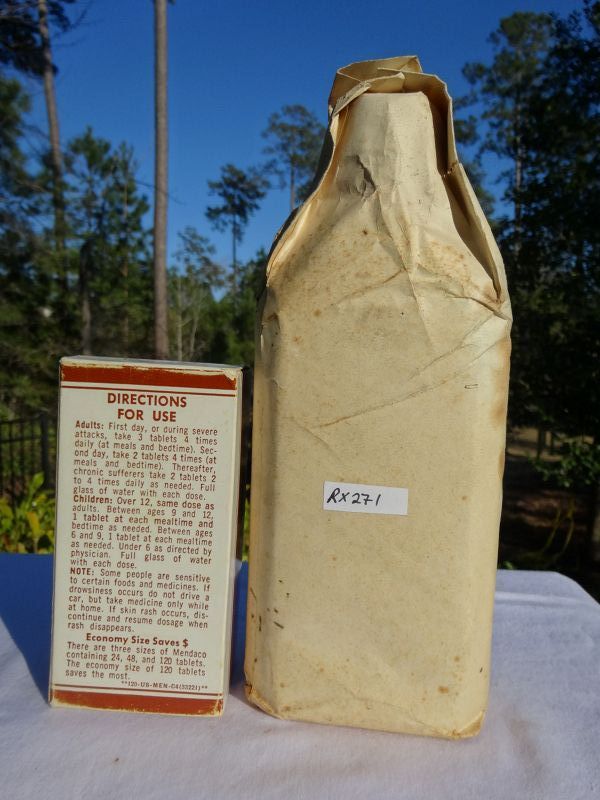 DIRECTIONS
FOR USE
Adults: First day, or during severe
attacks, take 3 tablets 4 times
daily (at meals and bedtime). Sec-
ond day, take 2 tablets 4 times (at
meals and bedtime). Thereafter,
chronic sufferers take 2 tablets 2
to 4 times daily as needed. Full
glass of water with each dose.
Children: Over 12, same dose as
adults. Between ages 9 and 12,
1 tablet at each mealtime and
bedtime as needed. Between ages
6 and 9, 1 tablet at each mealtime
as needed. Under 6 as directed by
physician. Full glass of water
with each dose.
NOTE: Some people are sensitive
to certain foods and medicines. If
drowsiness occurs do not drive a
car, but take medicine only while
at home. If skin rash occurs, dis-
continue and resume dosage when
rash disappears.
Economy Size Saves $
There are three sizes of Mendaco
containing 24, 48, and 120 tablets.
The economy size of 120 tablets
saves the most.
**120-UB-MEN-C4(33221)**
RX271